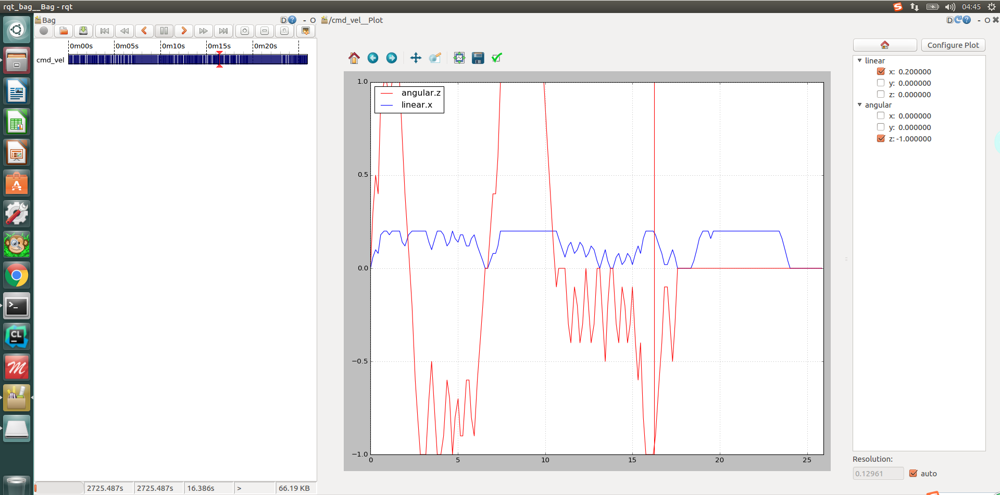 rqt_bag__Bag - rqt
04:45
Bag
D
- O
/cmd_vel__Plot
D
- O
0m00s 0m05s 0m10s 0m15s 0m20s
cmd_vel
Configure Plot
linear
x: 0.200000
y: 0.000000
z: 0.000000
angular
x: 0.000000
y: 0.000000
z: -1.000000
angular.z
linear.x
1.0
0.5
0.0
−0.5
−1.0
0 5 10 15 20 25
Resolution:
0.12961
auto
2725.487s 2725.487s 16.386s > 66.19 KB